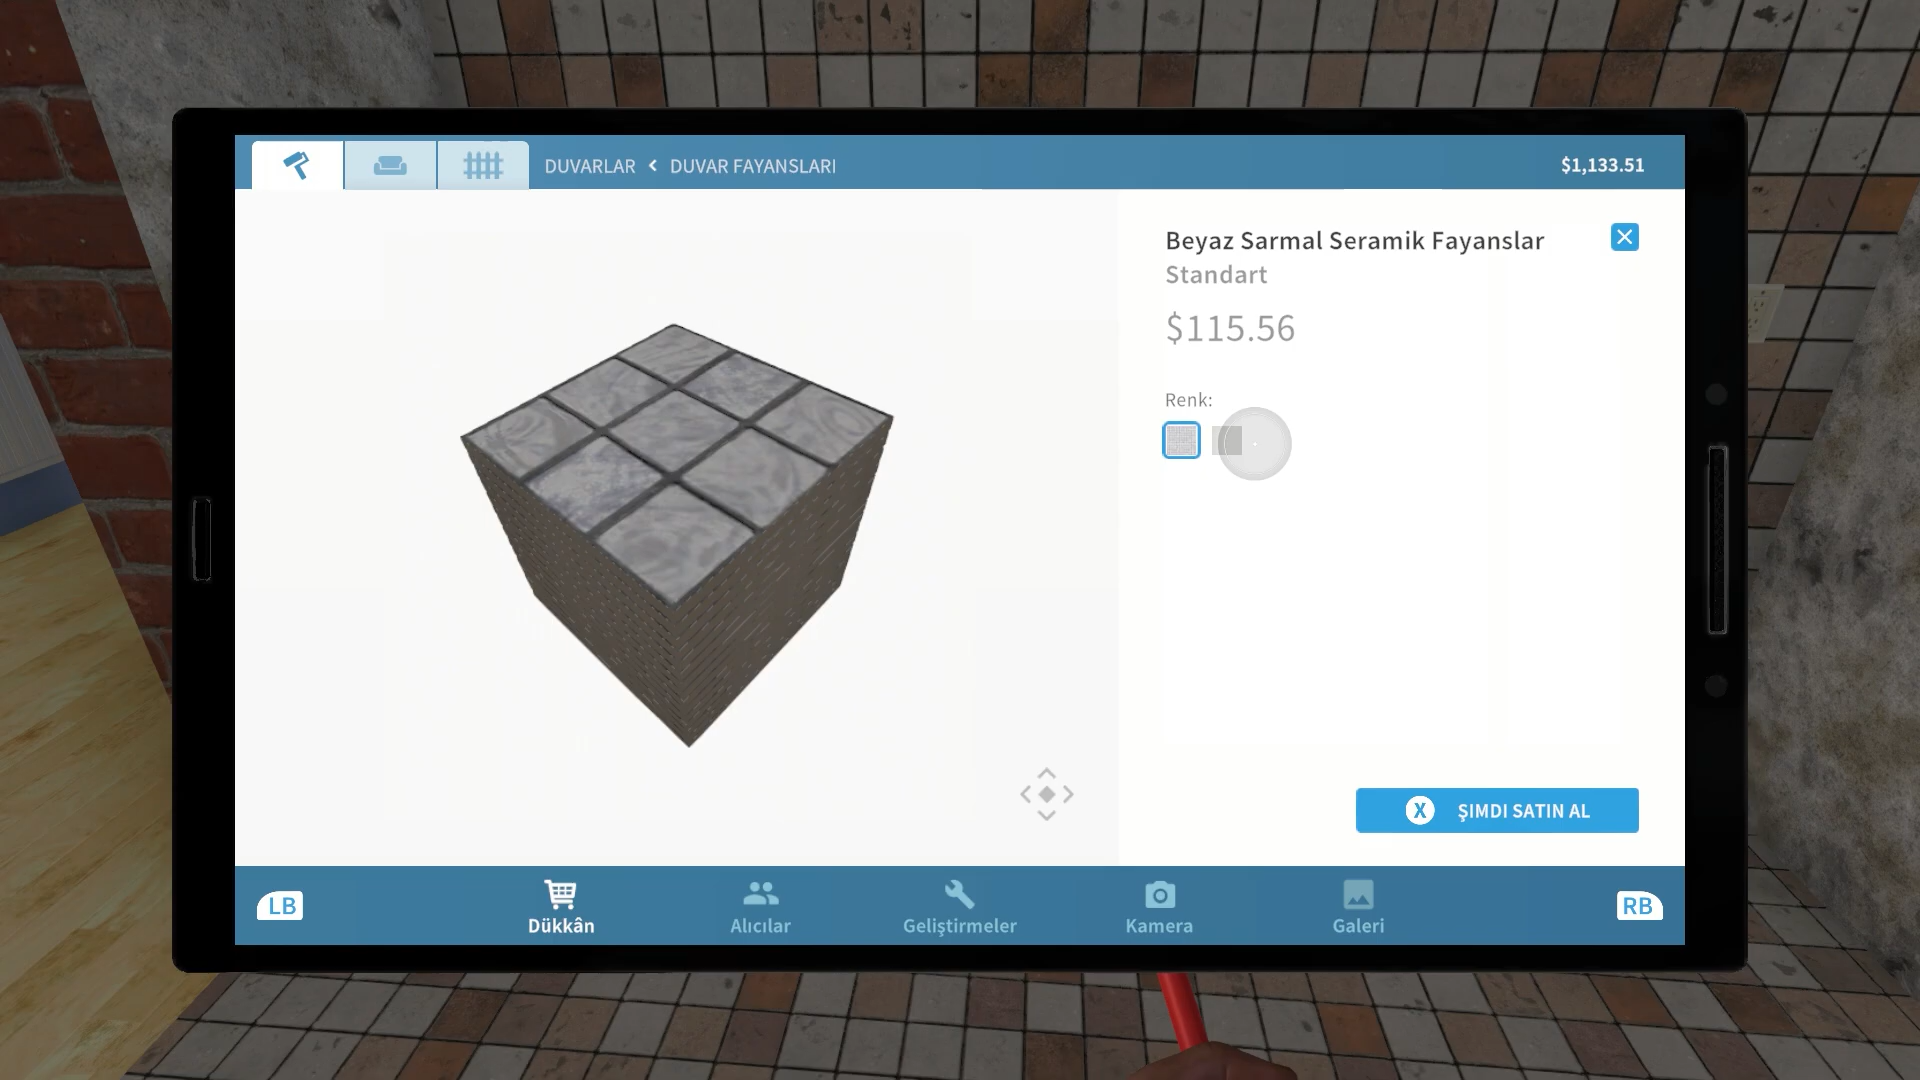 DUVARLAR < DUVAR FAYANSLARI
$1,133.51
Beyaz Sarmal Seramik Fayanslar
Standart
$115.56
Renk:
X ŞIMDI SATIN AL
LB
Dükkân
Alıcılar
Geliştirmeler
Kamera
Galeri
RB